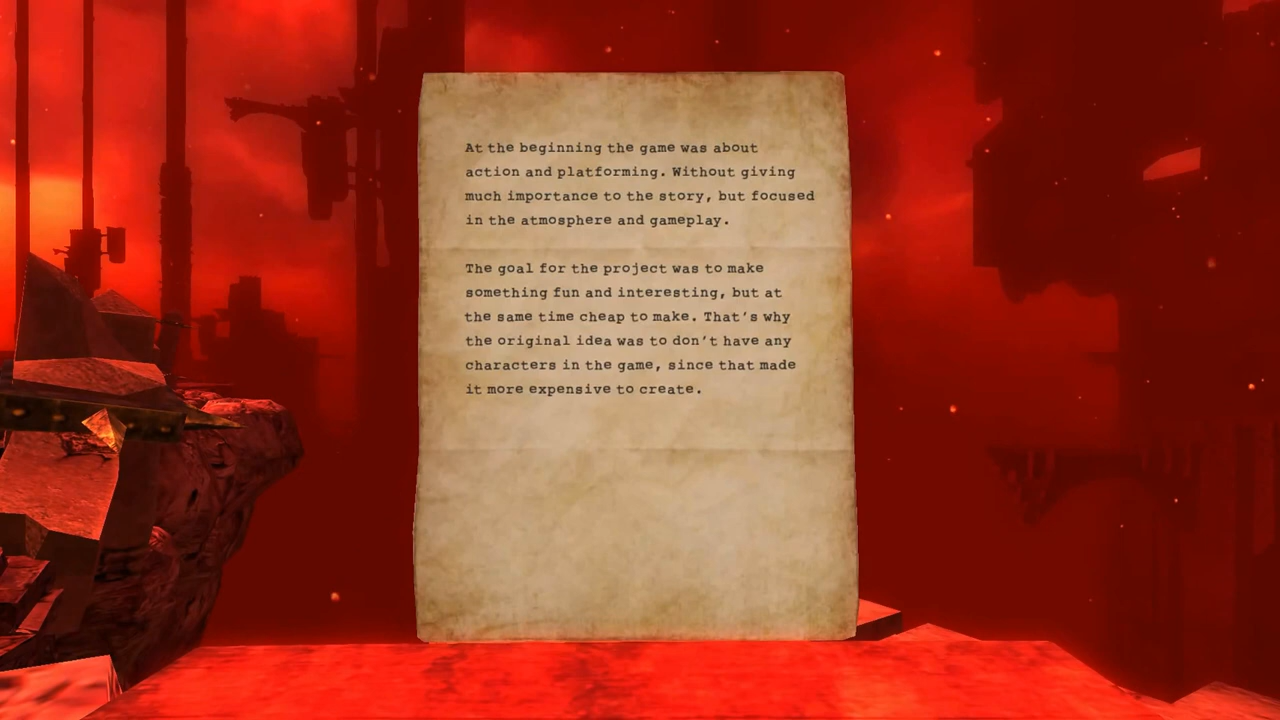 At the beginning the game was about
action and platforming. Without giving
much importance to the story, but focused
in the atmosphere and gameplay.
The goal for the project was to make
something fun and interesting, but at
the same time cheap to make. That's why
the original idea was to don't have any
characters in the game, since that made
it more expensive to create.